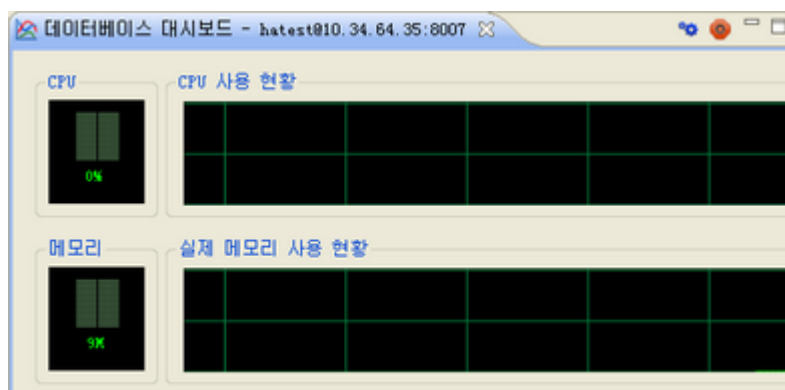 데이터베이스 대시보드 - hatest@10.34.64.35:8007
CPU
CPU 사용 현황
0%
메모리
실제 메모리 사용 현황
9M